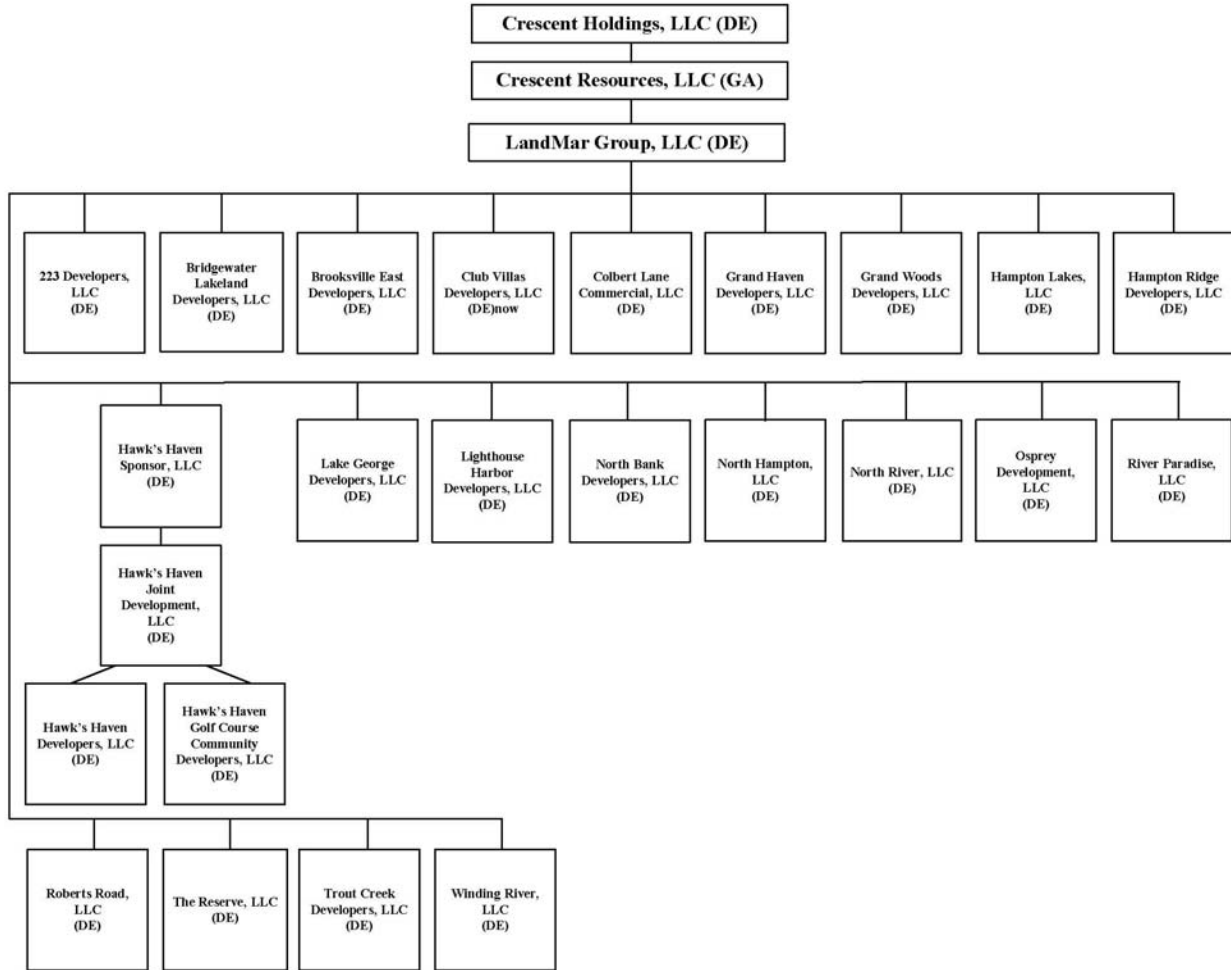 Crescent Holdings, LLC (DE)
Crescent Resources, LLC (GA)
LandMar Group, LLC (DE)
223 Developers,
LLC
(DE)
Bridgewater
Lakeland
Developers, LLC
(DE)
Brooksville East
Developers, LLC
(DE)
Club Villas
Developers, LLC
(DE)now
Colbert Lane
Commercial, LLC
(DE)
Grand Haven
Developers, LLC
(DE)
Grand Woods
Developers, LLC
(DE)
Hampton Lakes,
LLC
(DE)
Hampton Ridge
Developers, LLC
(DE)
Hawk's Haven
Sponsor, LLC
(DE)
Lake George
Developers, LLC
(DE)
Lighthouse
Harbor
Developers, LLC
(DE)
North Bank
Developers, LLC
(DE)
North Hampton,
LLC
(DE)
North River, LLC
(DE)
Osprey
Development,
LLC
(DE)
River Paradise,
LLC
(DE)
Hawk's Haven
Joint
Development,
LLC
(DE)
Hawk's Haven
Developers, LLC
(DE)
Hawk's Haven
Golf Course
Community
Developers, LLC
(DE)
Roberts Road,
LLC
(DE)
The Reserve, LLC
(DE)
Trout Creek
Developers, LLC
(DE)
Winding River,
LLC
(DE)